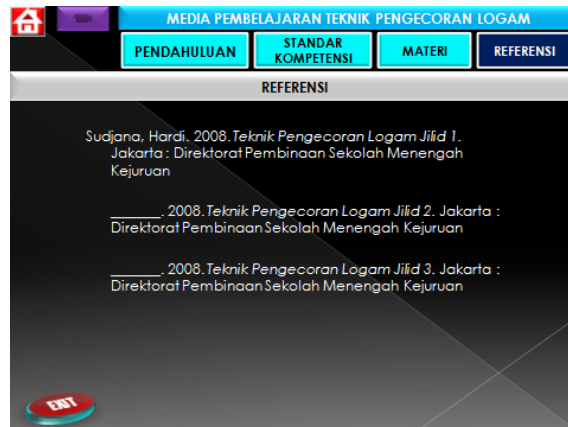 MEDIA PEMBELAJARAN TEKNIK PENGECORAN LOGAM
PENDAHULUAN
STANDAR
KOMPETENSI
MATERI
REFERENSI
REFERENSI
Sudjana, Hardi. 2008. Teknik Pengecoran Logam Jilid 1.
Jakarta : Direktorat Pembinaan Sekolah Menengah
Kejuruan
______. 2008. Teknik Pengecoran Logam Jilid 2. Jakarta :
Direktorat Pembinaan Sekolah Menengah Kejuruan
______. 2008. Teknik Pengecoran Logam Jilid 3. Jakarta :
Direktorat Pembinaan Sekolah Menengah Kejuruan
EXIT